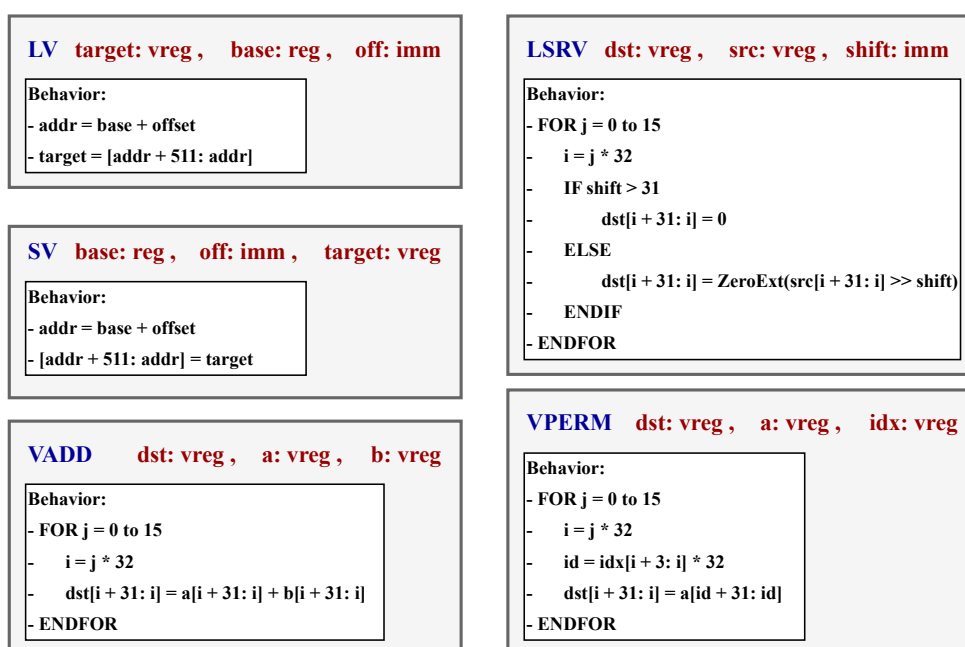 LV target: vreg , base: reg , off: imm
Behavior:
- addr = base + offset
- target = [addr + 511: addr]
SV base: reg , off: imm , target: vreg
Behavior:
- addr = base + offset
- [addr + 511: addr] = target
VADD dst: vreg , a: vreg , b: vreg
Behavior:
- FOR j = 0 to 15
- i = j * 32
- dst[i + 31: i] = a[i + 31: i] + b[i + 31: i]
- ENDFOR
LSRV dst: vreg , src: vreg , shift: imm
Behavior:
- FOR j = 0 to 15
- i = j * 32
- IF shift > 31
- dst[i + 31: i] = 0
- ELSE
- dst[i + 31: i] = ZeroExt(src[i + 31: i] >> shift)
- ENDIF
- ENDFOR
VPERM dst: vreg , a: vreg , idx: vreg
Behavior:
- FOR j = 0 to 15
- i = j * 32
- id = idx[i + 3: i] * 32
- dst[i + 31: i] = a[id + 31: id]
- ENDFOR